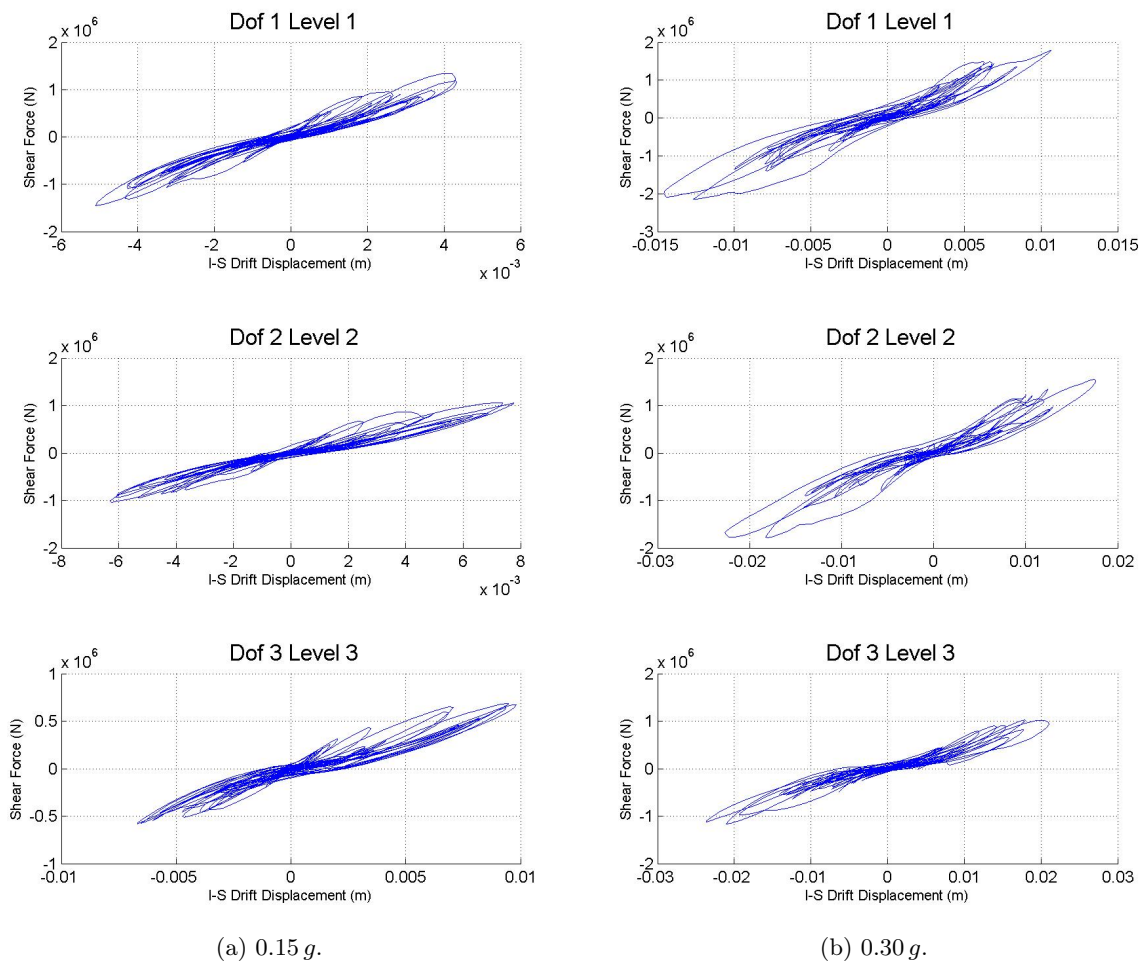 Dof 1 Level 1
x 10^6
2
1
0
-1
-2
Shear Force (N)
-6 -4 -2 0 2 4 6
I-S Drift Displacement (m)
x 10^-3
Dof 2 Level 2
x 10^6
2
1
0
-1
-2
Shear Force (N)
-8 -6 -4 -2 0 2 4 6 8
I-S Drift Displacement (m)
x 10^-3
Dof 3 Level 3
x 10^6
1
0.5
0
-0.5
-1
Shear Force (N)
-0.01 -0.005 0 0.005 0.01
I-S Drift Displacement (m)
(a) 0.15 g.
Dof 1 Level 1
x 10^6
2
1
0
-1
-2
-3
Shear Force (N)
-0.015 -0.01 -0.005 0 0.005 0.01 0.015
I-S Drift Displacement (m)
Dof 2 Level 2
x 10^6
2
1
0
-1
-2
Shear Force (N)
-0.03 -0.02 -0.01 0 0.01 0.02
I-S Drift Displacement (m)
Dof 3 Level 3
x 10^6
2
1
0
-1
-2
Shear Force (N)
-0.03 -0.02 -0.01 0 0.01 0.02 0.03
I-S Drift Displacement (m)
(b) 0.30 g.